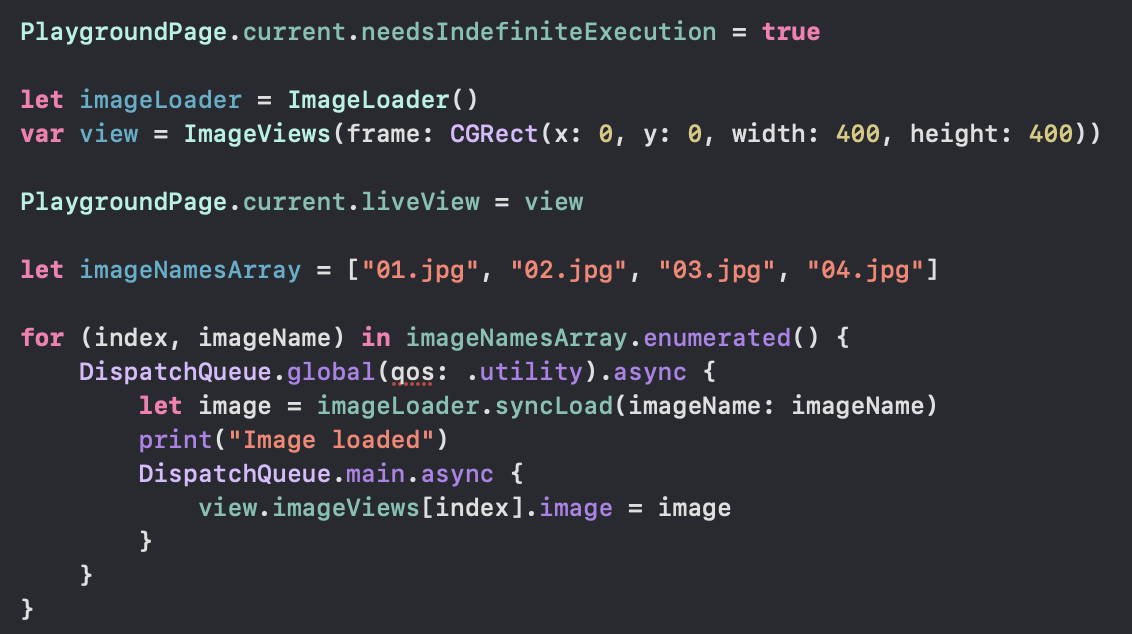 PlaygroundPage.current.needsIndefiniteExecution = true
let imageLoader = ImageLoader()
var view = ImageViews(frame: CGRect(x: 0, y: 0, width: 400, height: 400))
PlaygroundPage.current.liveView = view
let imageNamesArray = ["01.jpg", "02.jpg", "03.jpg", "04.jpg"]
for (index, imageName) in imageNamesArray.enumerated() {
    DispatchQueue.global(qos: .utility).async {
        let image = imageLoader.syncLoad(imageName: imageName)
        print("Image loaded")
        DispatchQueue.main.async {
            view.imageViews[index].image = image
        }
    }
}